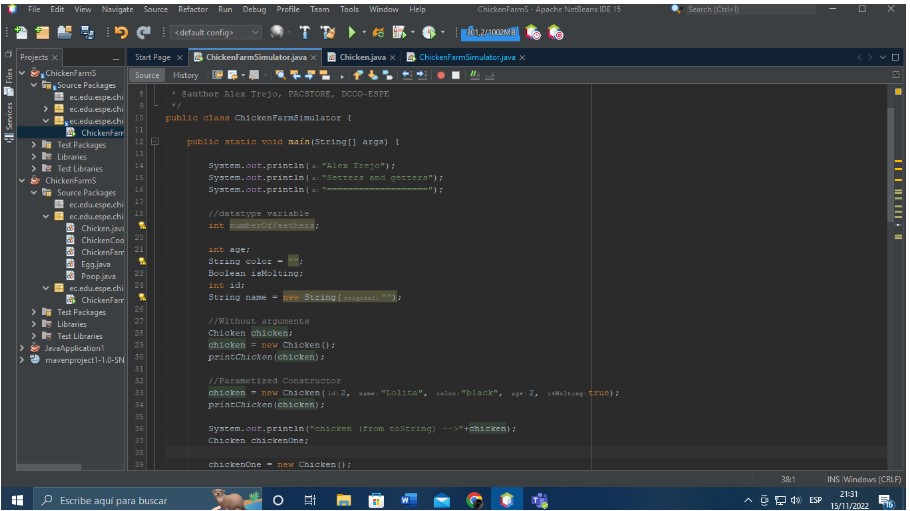 File Edit View Navigate Source Refactor Run Debug Profile Team Tools Window Help ChickenFarmS - Apache NetBeans IDE 15 Search (Ctrl+I)
<default config> 301,2/1002MB
Projects
Files
Services
Start Page ChickenFarmSimulator.java Chicken.java ChickenFarmSimulator.java
Source History
ChickenFarmS
Source Packages
ec.edu.espe.chi
ec.edu.espe.chi
ec.edu.espe.chi
ChickenFarm
Test Packages
Libraries
Test Libraries
ChickenFarmS
Source Packages
ec.edu.espe.chi
ec.edu.espe.chi
Chicken.java
ChickenCoo
ChickenFarm
Egg.java
Poop.java
ec.edu.espe.chi
ChickenFarm
Test Packages
Libraries
Test Libraries
JavaApplication1
mavenproject1-1.0-SN
8 * @author Alex Trejo, PACSTORE, DCCO-ESPE
9 */
10 public class ChickenFarmSimulator {
11
12 public static void main(String[] args) {
13
14 System.out.println(x: "Alex Trejo");
15 System.out.println(x: "Setters and getters");
16 System.out.println(x: "====================");
17
18 //datatype variable
int numberOfFeathers;
20
21 int age;
String color = "";
23 Boolean isMolting;
24 int id;
String name = new String(original: "");
26
27 //Without arguments
28 Chicken chicken;
29 chicken = new Chicken();
30 printChicken(chicken);
31
32 //Parametized Constructor
33 chicken = new Chicken(id: 2, name: "Lolita", color: "black", age: 2, isMolting: true);
34 printChicken(chicken);
35
36 System.out.println("chicken (from toString) -->"+chicken);
37 Chicken chickenOne;
38
39 chickenOne = new Chicken();
38:1 INS Windows (CRLF)
Escribe aquí para buscar
ESP
21:31
15/11/2022
16